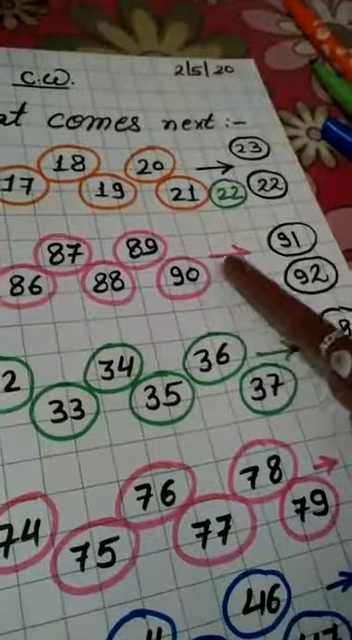 C.W. 2/5/20
at comes next :-
17 18 19 20 21 → 22 23 22
86 87 88 89 90 → 91 92
2 33 34 35 36 37 →
74 75 76 77 78 79 →
46